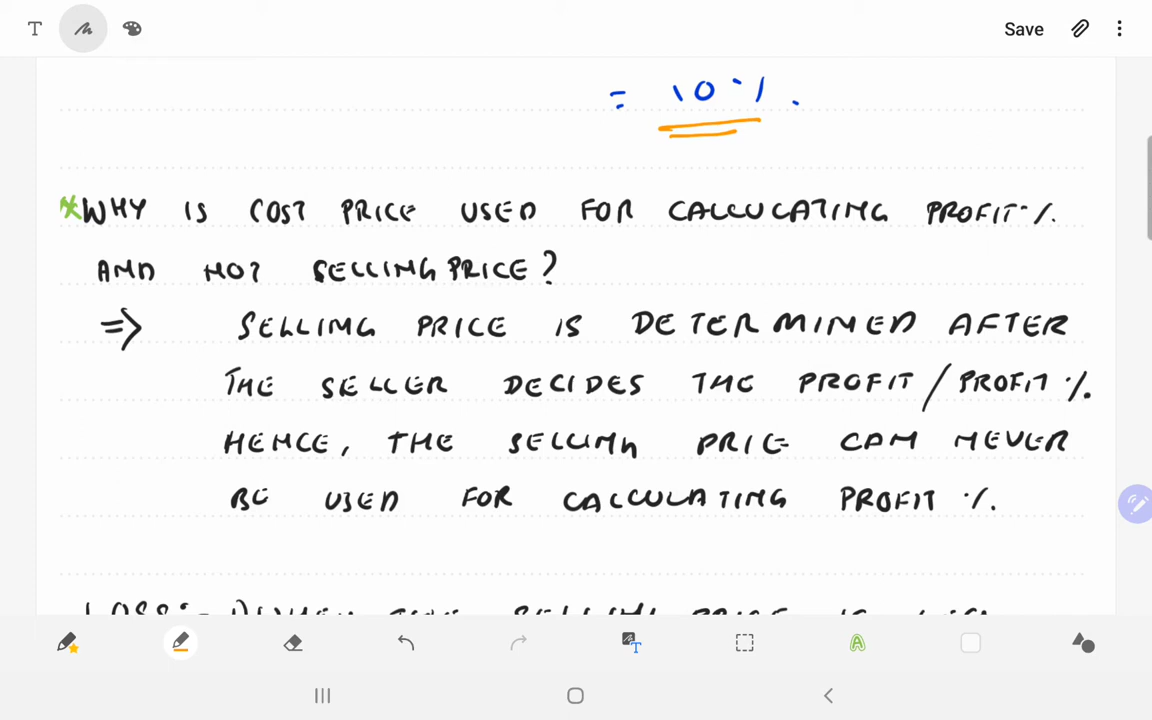 T Save
= 10%.
*WHY IS COST PRICE USED FOR CALCULATING PROFIT%
AND NOT SELLING PRICE?
=> SELLING PRICE IS DETERMINED AFTER
THE SELLER DECIDES THE PROFIT/PROFIT %.
HENCE, THE SELLING PRICE CAN NEVER
BE USED FOR CALCULATING PROFIT %.